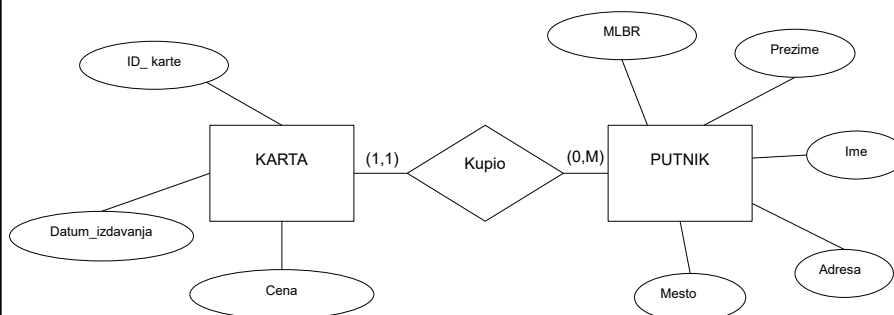 MLBR
Prezime
ID_ karte
KARTA
(1,1)
Kupio
(0,M)
PUTNIK
Ime
Datum_izdavanja
Adresa
Cena
Mesto